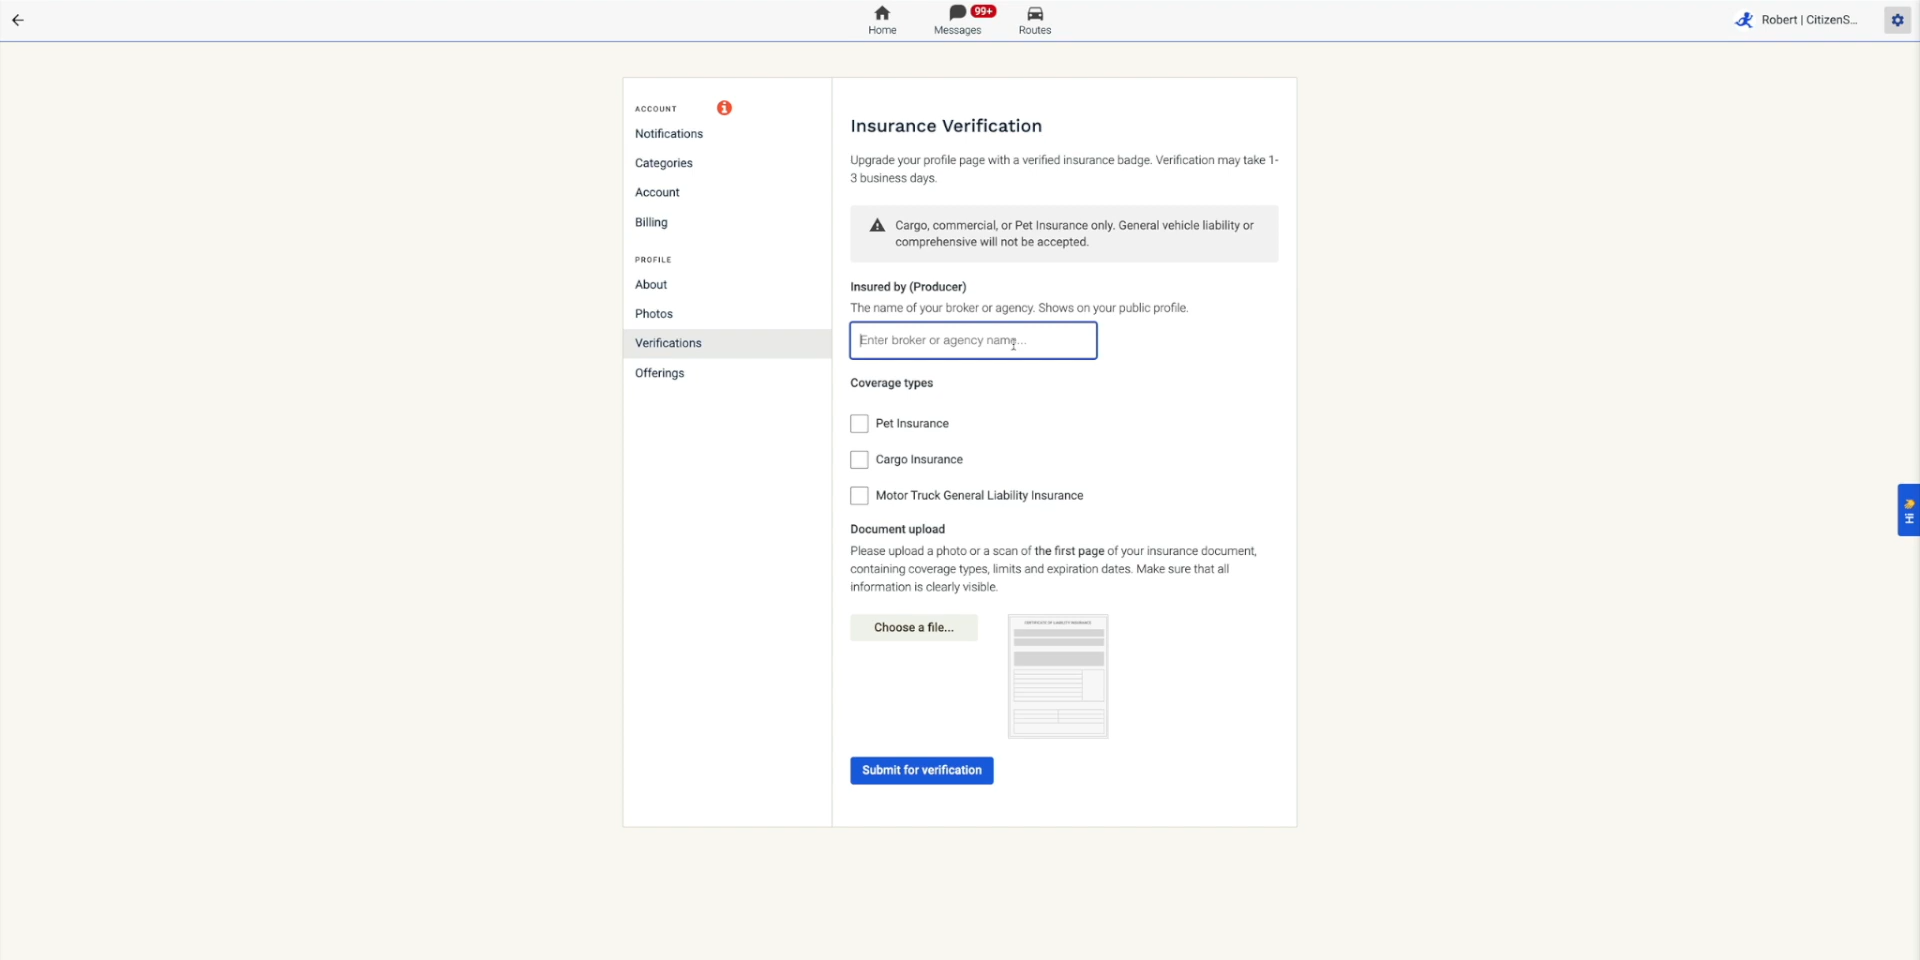 Home
99+
Messages
Routes
Robert | CitizenS...
ACCOUNT
Notifications
Categories
Account
Billing
PROFILE
About
Photos
Verifications
Offerings
Insurance Verification
Upgrade your profile page with a verified insurance badge. Verification may take 1-
3 business days.
Cargo, commercial, or Pet Insurance only. General vehicle liability or
comprehensive will not be accepted.
Insured by (Producer)
The name of your broker or agency. Shows on your public profile.
Enter broker or agency name...
Coverage types
Pet Insurance
Cargo Insurance
Motor Truck General Liability Insurance
Document upload
Please upload a photo or a scan of the first page of your insurance document,
containing coverage types, limits and expiration dates. Make sure that all
information is clearly visible.
Choose a file...
CERTIFICATE OF LIABILITY INSURANCE
Submit for verification
Hi